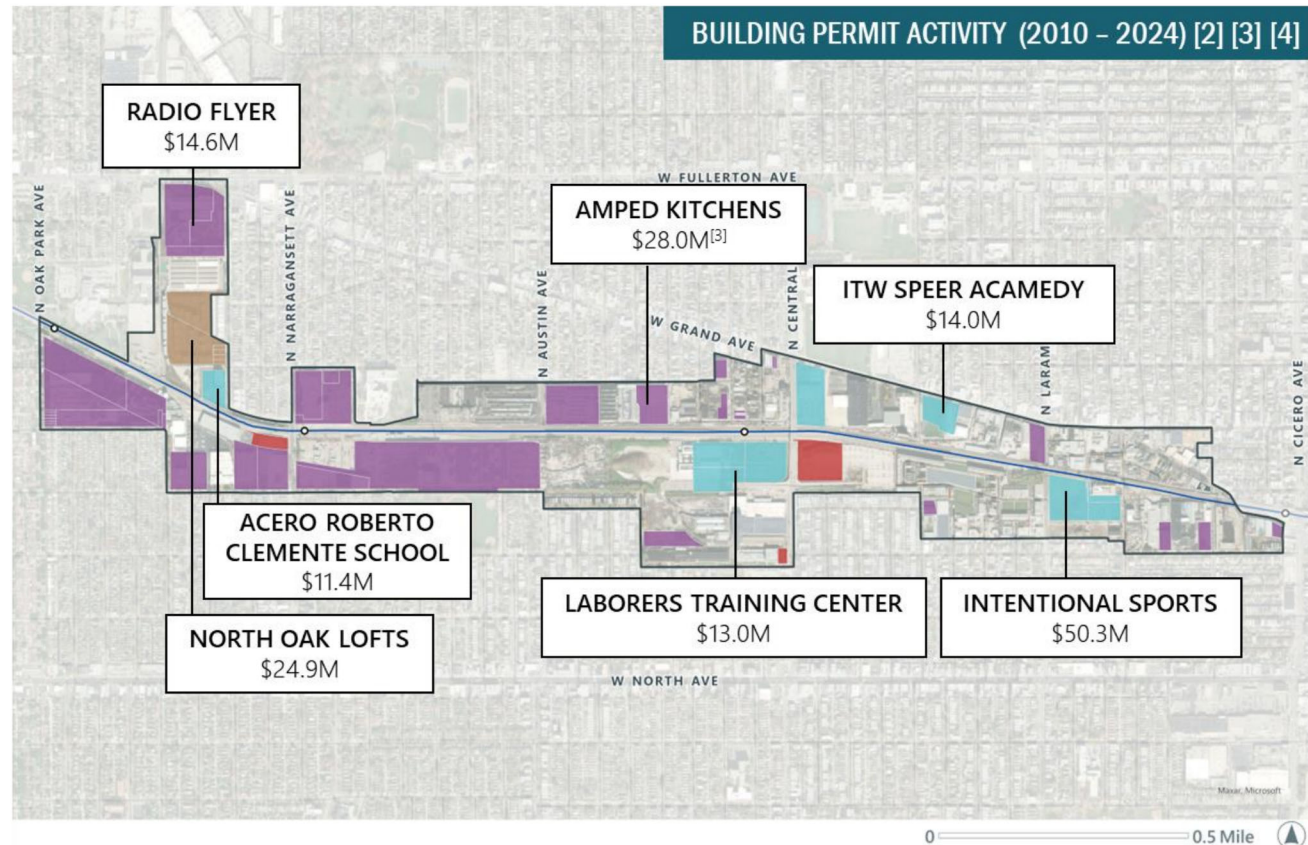 BUILDING PERMIT ACTIVITY (2010 – 2024) [2] [3] [4]
RADIO FLYER
$14.6M
W FULLERTON AVE
AMPED KITCHENS
$28.0M[3]
ITW SPEER ACAMEDY
$14.0M
N OAK PARK AVE
N NARRAGANSETT AVE
N AUSTIN AVE
W GRAND AVE
N CENTRAL
N LARAM
N CICERO AVE
ACERO ROBERTO
CLEMENTE SCHOOL
$11.4M
NORTH OAK LOFTS
$24.9M
LABORERS TRAINING CENTER
$13.0M
INTENTIONAL SPORTS
$50.3M
W NORTH AVE
Maxar, Microsoft
0 0.5 Mile